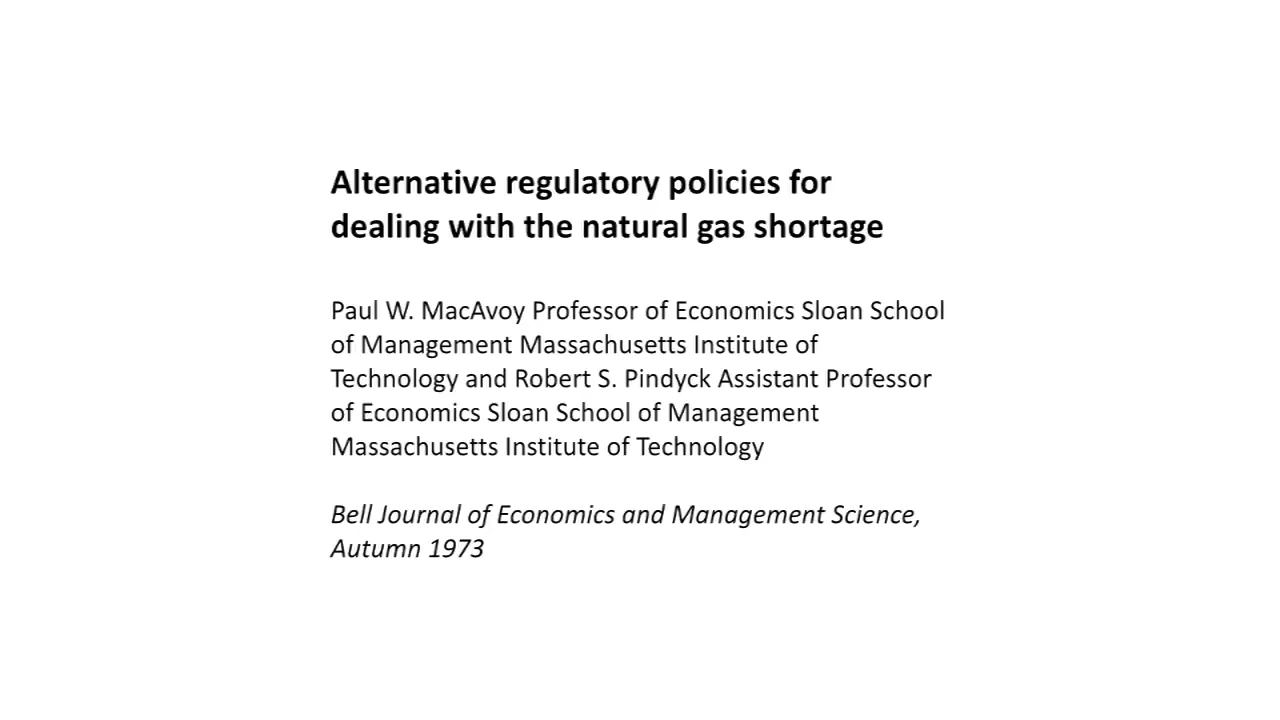 Alternative regulatory policies for
dealing with the natural gas shortage
Paul W. MacAvoy Professor of Economics Sloan School
of Management Massachusetts Institute of
Technology and Robert S. Pindyck Assistant Professor
of Economics Sloan School of Management
Massachusetts Institute of Technology
Bell Journal of Economics and Management Science,
Autumn 1973